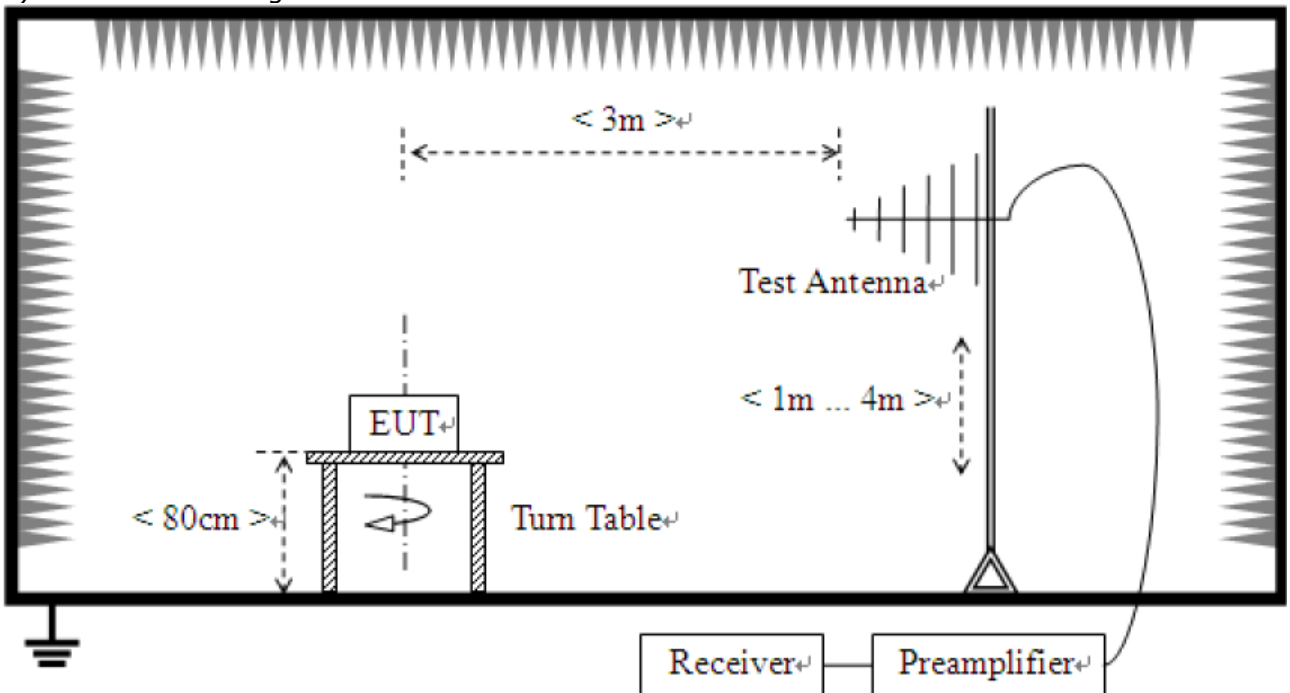 < 3m >↵
Test Antenna↵
< 1m ... 4m >↵
EUT↵
< 80cm >↵
Turn Table↵
Receiver↵
Preamplifier↵